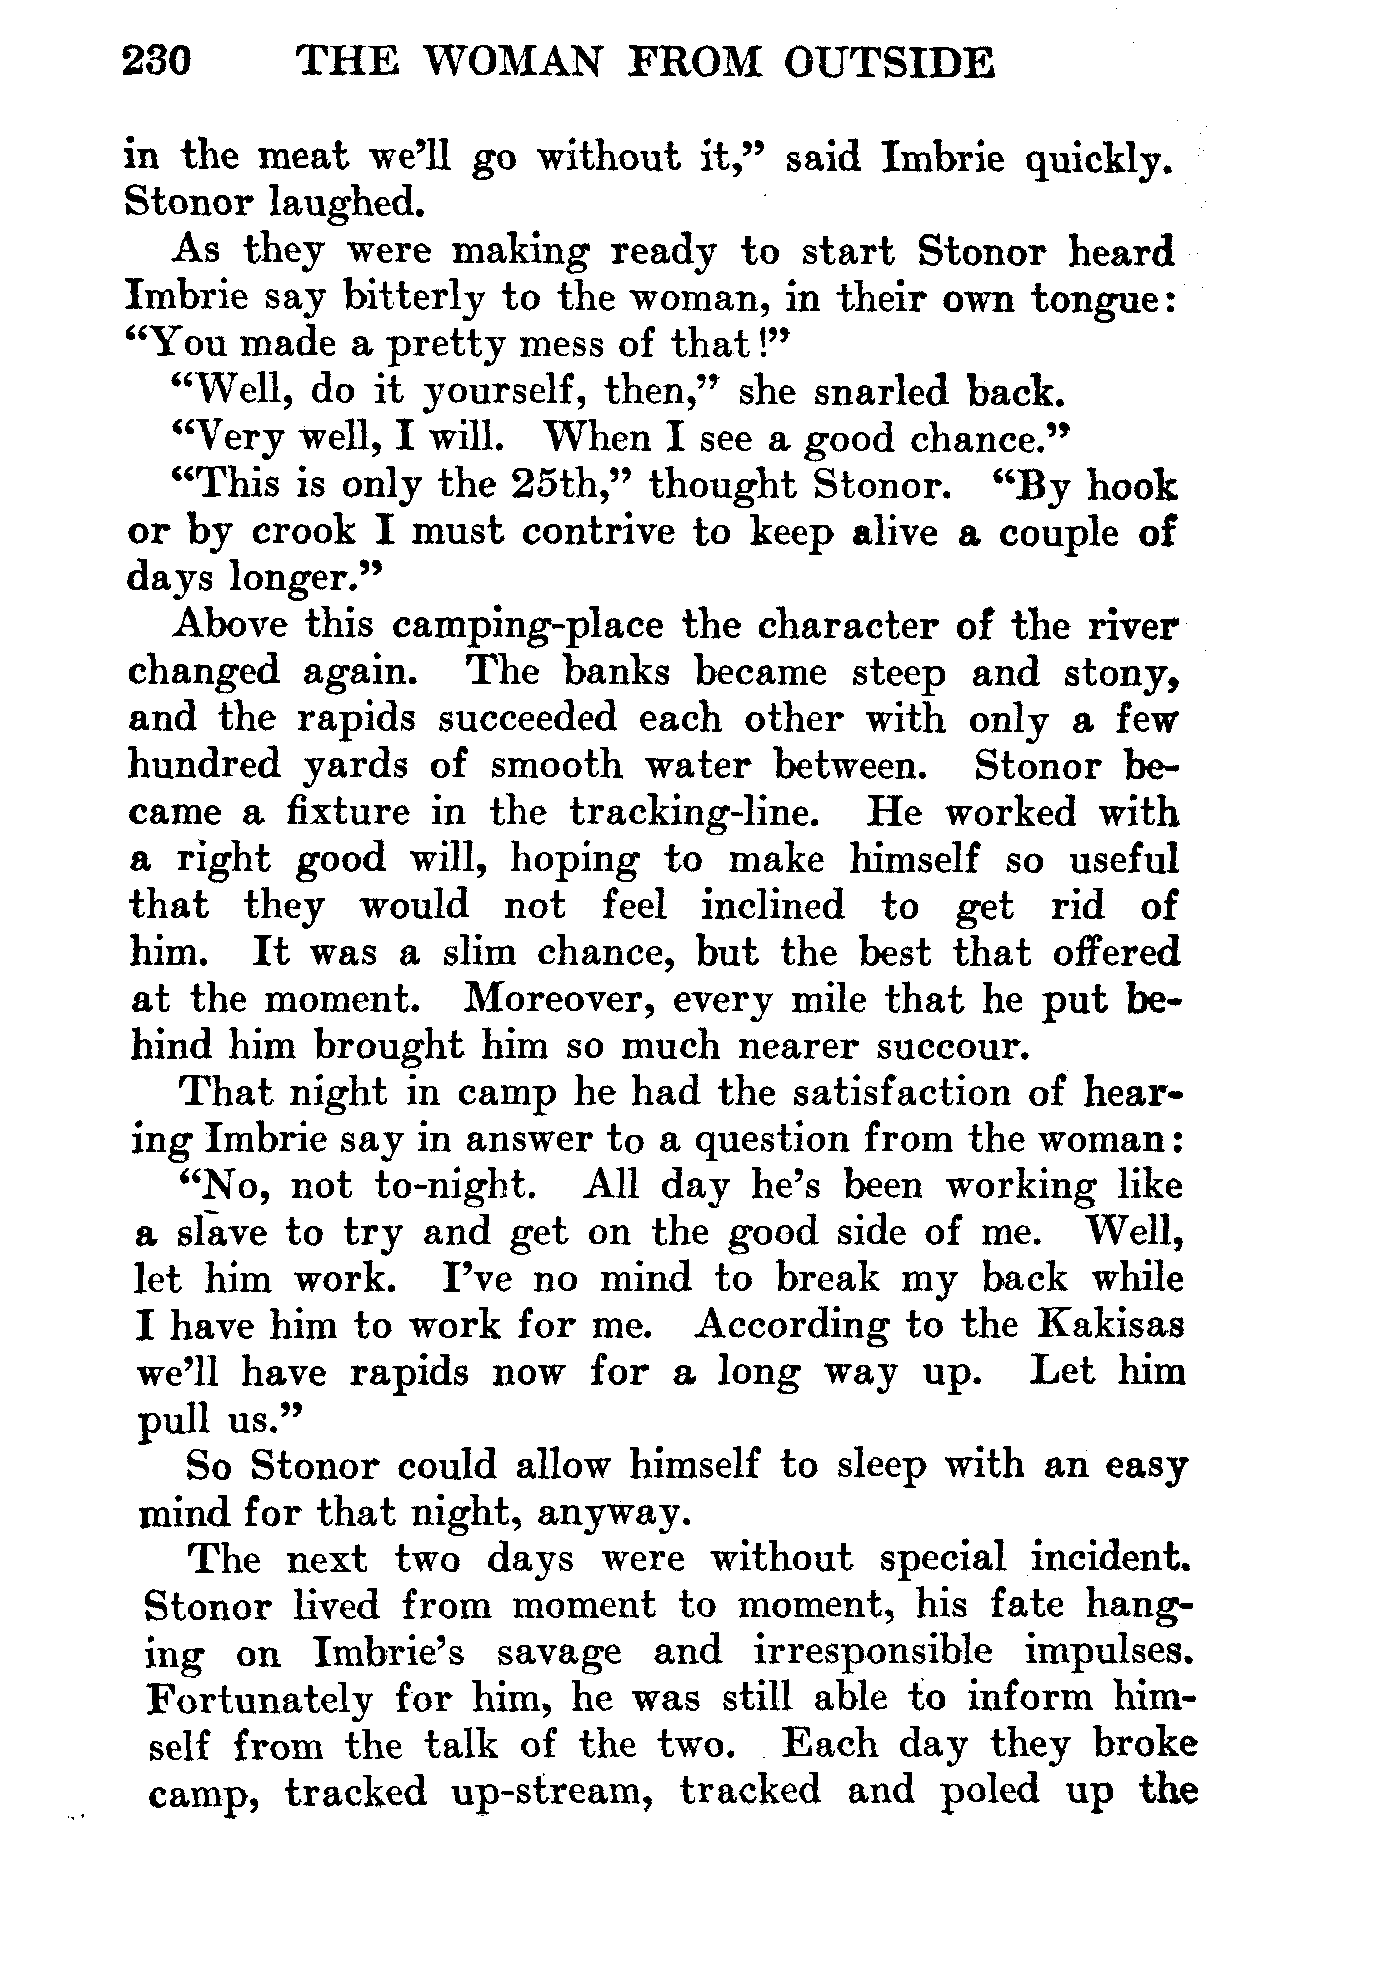 230 THE WOMAN FROM OUTSIDE
in the meat we'll go without it," said Imbrie quickly.
Stonor laughed.
As they were making ready to start Stonor heard
Imbrie say bitterly to the woman, in their own tongue:
"You made a pretty mess of that!"
"Well, do it yourself, then," she snarled back.
"Very well, I will. When I see a good chance."
"This is only the 25th," thought Stonor. "By hook
or by crook I must contrive to keep alive a couple of
days longer."
Above this camping-place the character of the river
changed again. The banks became steep and stony,
and the rapids succeeded each other with only a few
hundred yards of smooth water between. Stonor be-
came a fixture in the tracking-line. He worked with
a right good will, hoping to make himself so useful
that they would not feel inclined to get rid of
him. It was a slim chance, but the best that offered
at the moment. Moreover, every mile that he put be-
hind him brought him so much nearer succour.
That night in camp he had the satisfaction of hear-
ing Imbrie say in answer to a question from the woman:
"No, not to-night. All day he's been working like
a slave to try and get on the good side of me. Well,
let him work. I've no mind to break my back while
I have him to work for me. According to the Kakisas
we'll have rapids now for a long way up. Let him
pull us."
So Stonor could allow himself to sleep with an easy
mind for that night, anyway.
The next two days were without special incident.
Stonor lived from moment to moment, his fate hang-
ing on Imbrie's savage and irresponsible impulses.
Fortunately for him, he was still able to inform him-
self from the talk of the two. Each day they broke
camp, tracked up-stream, tracked and poled up the